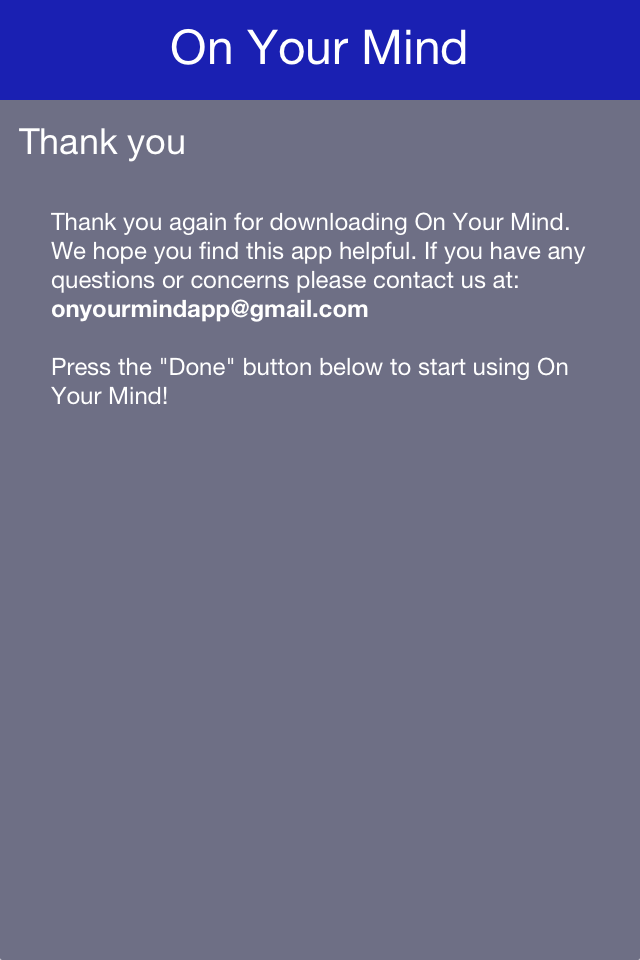 On Your Mind
Thank you
Thank you again for downloading On Your Mind.
We hope you find this app helpful. If you have any
questions or concerns please contact us at:
onyourmindapp@gmail.com
Press the "Done" button below to start using On
Your Mind!